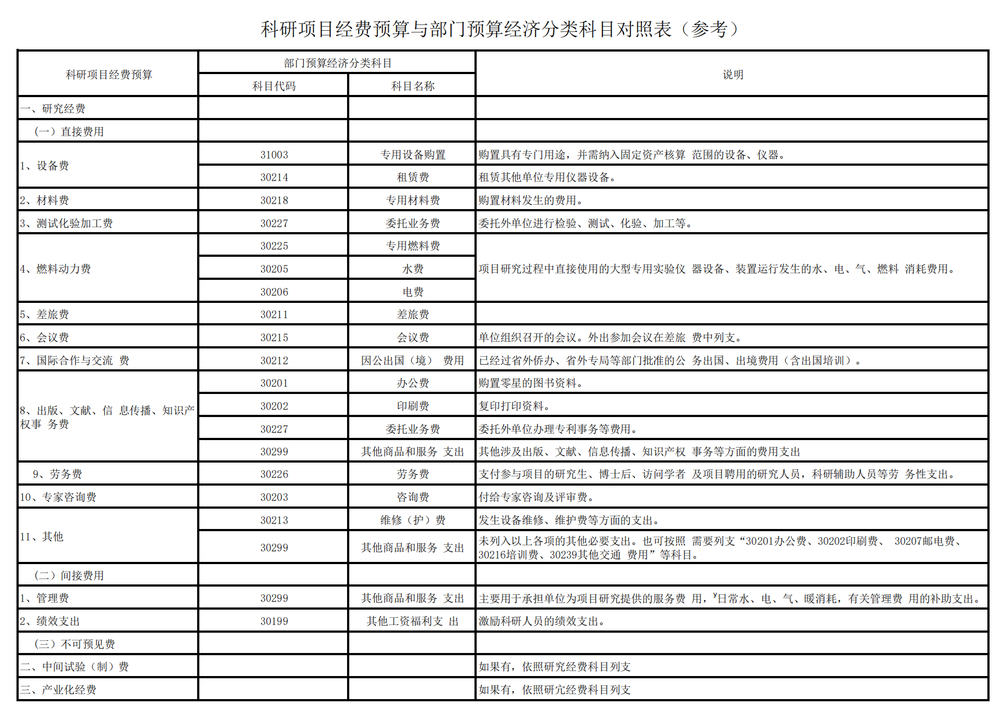 科研项目经费预算与部门预算经济分类科目对照表（参考）
科研项目经费预算
部门预算经济分类科目
说明
科目代码
科目名称
一、研究经费
（一）直接费用
1、设备费
31003
专用设备购置
购置具有专门用途，并需纳入固定资产核算 范围的设备、仪器。
30214
租赁费
租赁其他单位专用仪器设备。
2、材料费
30218
专用材料费
购置材料发生的费用。
3、测试化验加工费
30227
委托业务费
委托外单位进行检验、测试、化验、加工等。
4、燃料动力费
30225
专用燃料费
项目研究过程中直接使用的大型专用实验仪 器设备、装置运行发生的水、电、气、燃料 消耗费用。
30205
水费
30206
电费
5、差旅费
30211
差旅费
6、会议费
30215
会议费
单位组织召开的会议。外出参加会议在差旅 费中列支。
7、国际合作与交流 费
30212
因公出国（境） 费用
已经过省外侨办、省外专局等部门批准的公 务出国、出境费用（含出国培训）。
8、出版、文献、信 息传播、知识产
权事 务费
30201
办公费
购置零星的图书资料。
30202
印刷费
复印打印资料。
30227
委托业务费
委托外单位办理专利事务等费用。
30299
其他商品和服务 支出
其他涉及出版、文献、信息传播、知识产权 事务等方面的费用支出
9、劳务费
30226
劳务费
支付参与项目的研究生、博士后、访问学者 及项目聘用的研究人员，科研辅助人员等劳 务性支出。
10、专家咨询费
30203
咨询费
付给专家咨询及评审费。
11、其他
30213
维修（护）费
发生设备维修、维护费等方面的支出。
30299
其他商品和服务 支出
未列入以上各项的其他必要支出。也可按照 需要列支“30201办公费、30202印刷费、 30207邮电费、
30216培训费、30239其他交通 费用”等科目。
（二）间接费用
1、管理费
30299
其他商品和服务 支出
主要用于承担单位为项目研究提供的服务费 用，y日常水、电、气、暖消耗，有关管理费 用的补助支出。
2、绩效支出
30199
其他工资福利支 出
激励科研人员的绩效支出。
（三）不可预见费
二、中间试验（制）费
如果有，依照研究经费科目列支
三、产业化经费
如果有，依照研宄经费科目列支